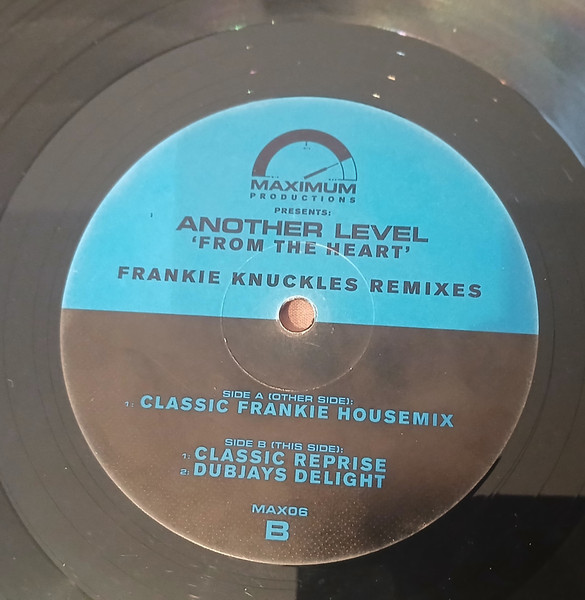 MAXIMUM
PRODUCTIONS
PRESENTS:
ANOTHER LEVEL
'FROM THE HEART'
FRANKIE KNUCKLES REMIXES
SIDE A (OTHER SIDE):
1: CLASSIC FRANKIE HOUSEMIX
SIDE B (THIS SIDE):
1: CLASSIC REPRISE
2: DUBJAYS DELIGHT
MAX06
B